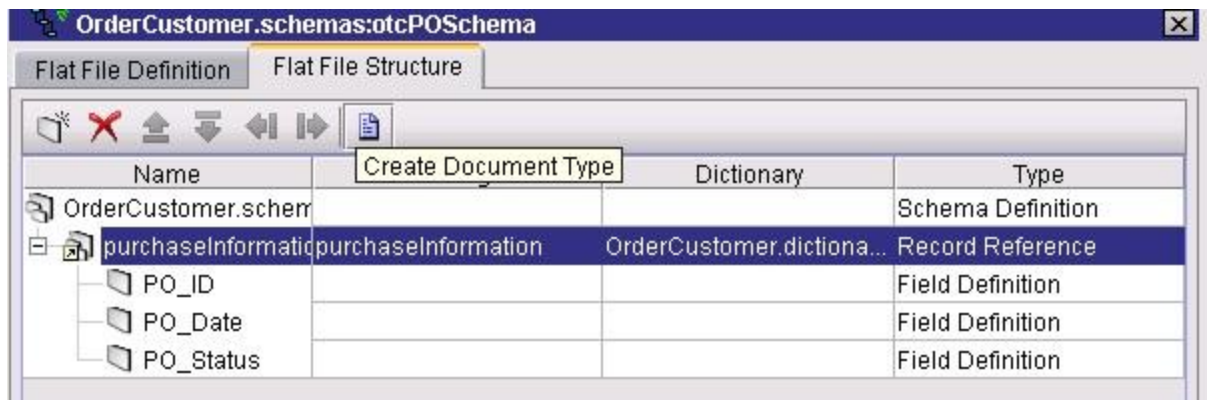 OrderCustomer.schemas:otcPOSchema
Flat File Definition Flat File Structure
Create Document Type
Name Dictionary Type
OrderCustomer.schem Schema Definition
purchaseInformatio purchaseInformation OrderCustomer.dictiona... Record Reference
PO_ID Field Definition
PO_Date Field Definition
PO_Status Field Definition